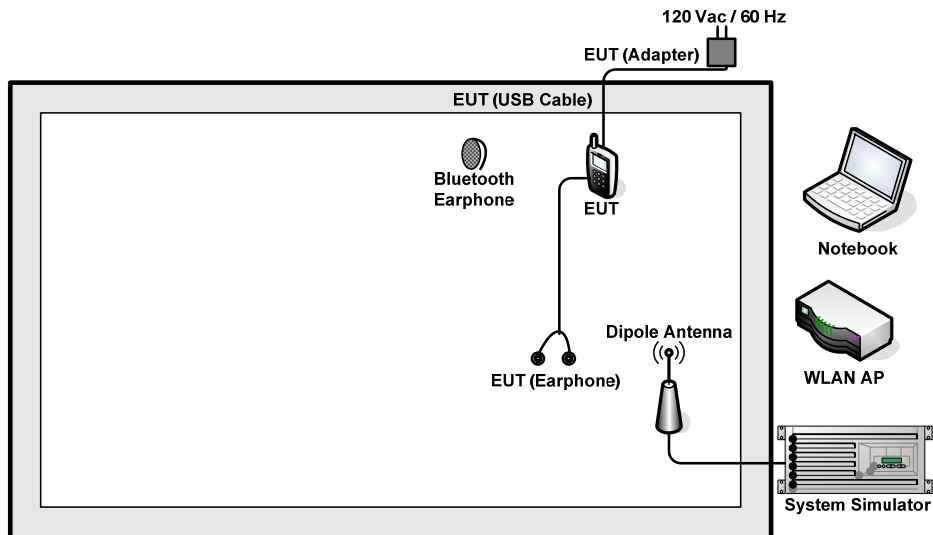 120 Vac / 60 Hz
EUT (Adapter)
EUT (USB Cable)
Bluetooth
Earphone
EUT
Notebook
Dipole Antenna
EUT (Earphone)
WLAN AP
System Simulator